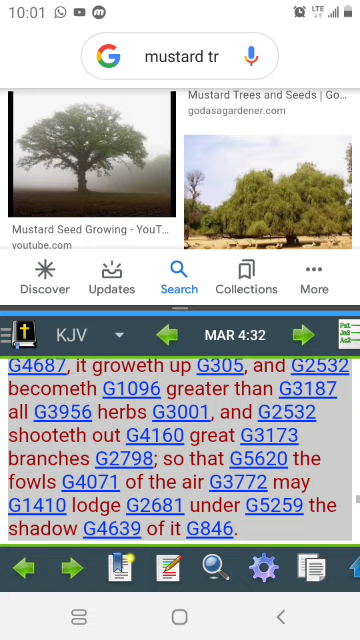 10:01
LTE
mustard tr
Mustard Trees and Seeds | Go...
godasagardener.com
Mustard Seed Growing - YouT...
youtube.com
Discover
Updates
Search
Collections
More
KJV
MAR 4:32
G4687, it groweth up G305, and G2532
becometh G1096 greater than G3187
all G3956 herbs G3001, and G2532
shooteth out G4160 great G3173
branches G2798; so that G5620 the
fowls G4071 of the air G3772 may
G1410 lodge G2681 under G5259 the
shadow G4639 of it G846.